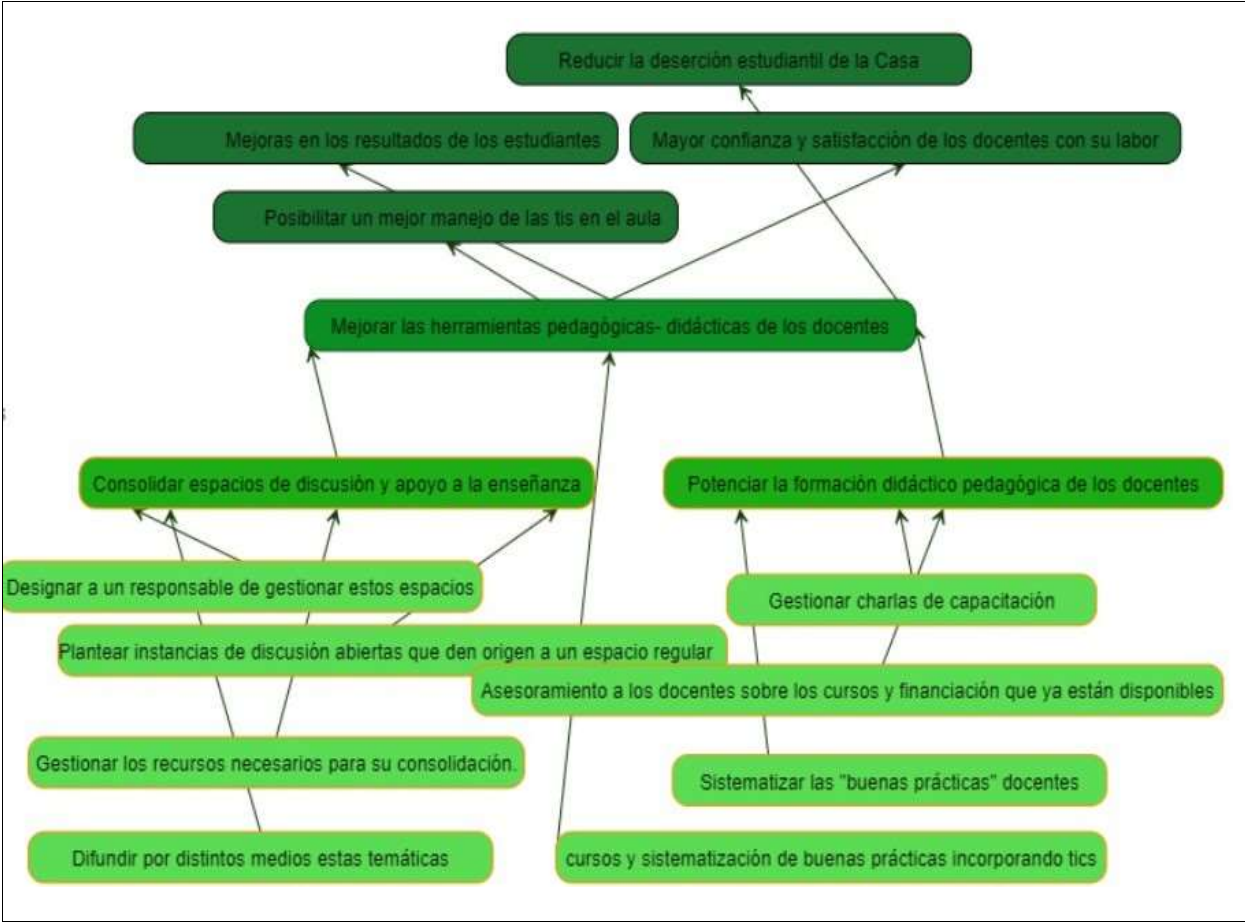 Reducir la deserción estudiantil de la Casa
Mejoras en los resultados de los estudiantes
Mayor confianza y satisfacción de los docentes con su labor
Posibilitar un mejor manejo de las tis en el aula
Mejorar las herramientas pedagógicas- didácticas de los docentes
Consolidar espacios de discusión y apoyo a la enseñanza
Potenciar la formación didáctico pedagógica de los docentes
Designar a un responsable de gestionar estos espacios
Gestionar charlas de capacitación
Plantear instancias de discusión abiertas que den origen a un espacio regular
Asesoramiento a los docentes sobre los cursos y financiación que ya están disponibles
Gestionar los recursos necesarios para su consolidación.
Sistematizar las "buenas prácticas" docentes
Difundir por distintos medios estas temáticas
cursos y sistematización de buenas prácticas incorporando tics